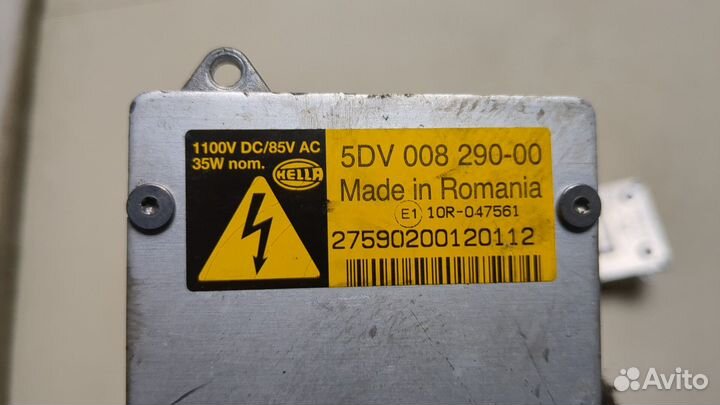 1100V DC/85V AC
35W nom.
HELLA
5DV 008 290-00
Made in Romania
E1 10R-047561
27590200120112
Avito